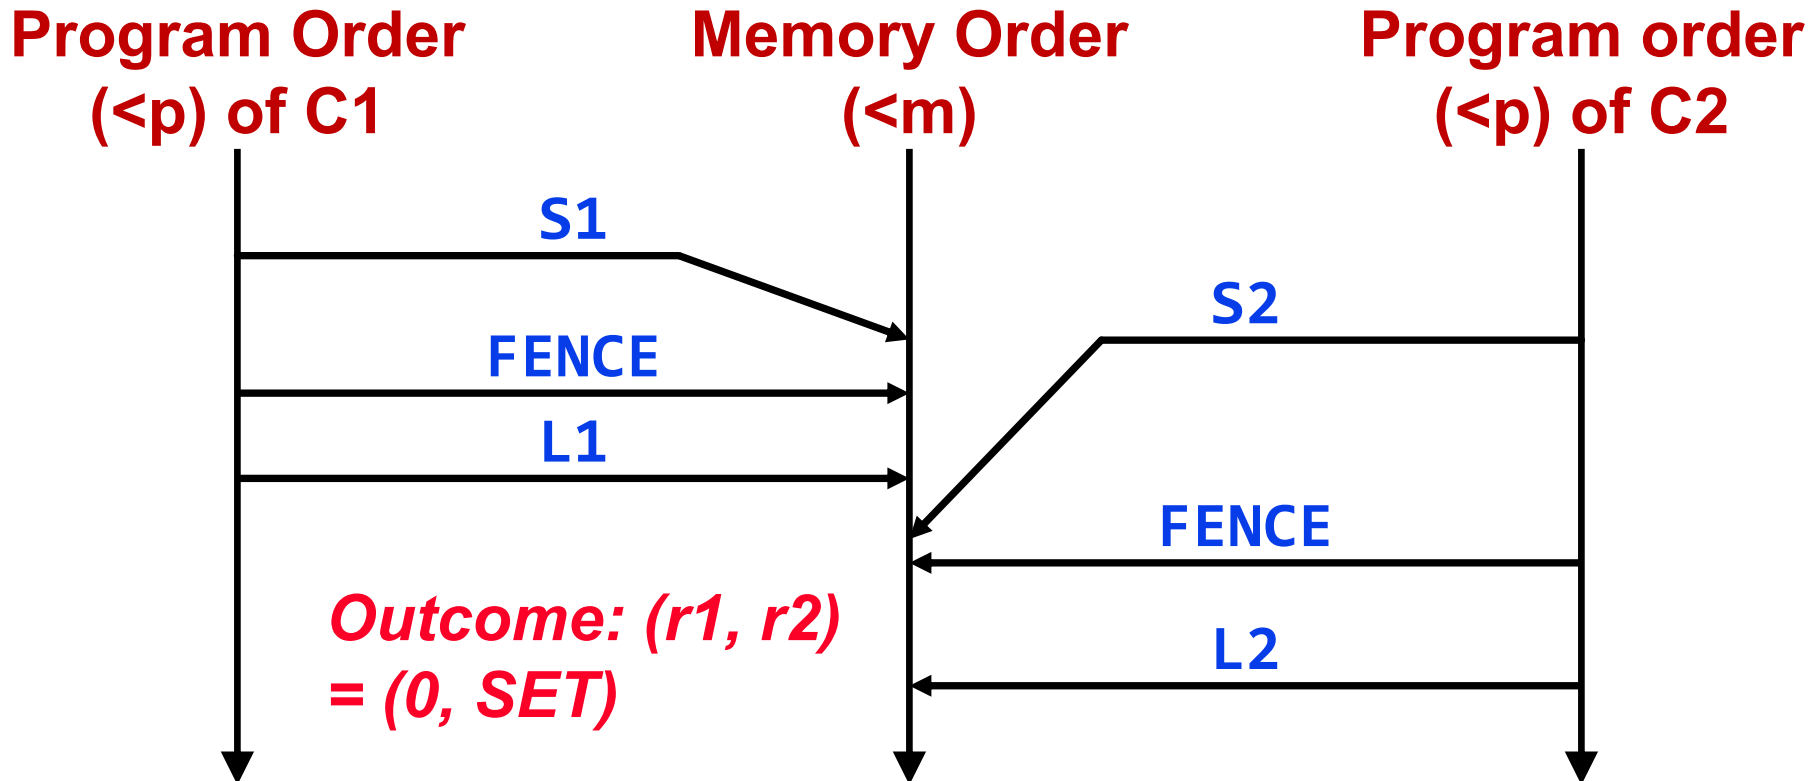 Program Order
(<p) of C1
Memory Order
(<m)
Program order
(<p) of C2
S1
S2
FENCE
L1
FENCE
Outcome: (r1, r2)
= (0, SET)
L2